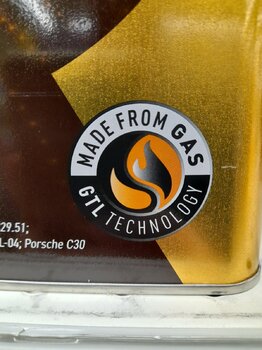 MADE FROM GAS
GTL TECHNOLOGY
29.51;
L-04; Porsche C30